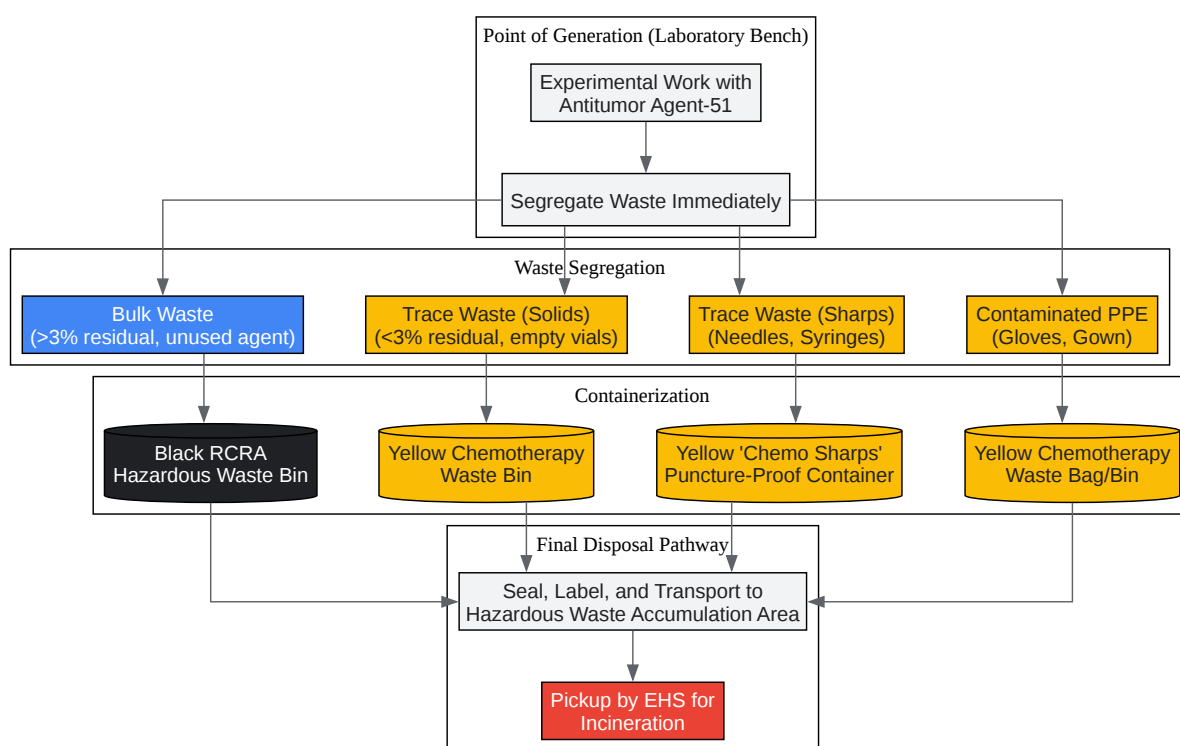 Point of Generation (Laboratory Bench)
Experimental Work with
Antitumor Agent-51
Segregate Waste Immediately
Waste Segregation
Bulk Waste
(>3% residual, unused agent)
Trace Waste (Solids)
(<3% residual, empty vials)
Trace Waste (Sharps)
(Needles, Syringes)
Contaminated PPE
(Gloves, Gown)
Containerization
Black RCRA
Hazardous Waste Bin
Yellow Chemotherapy
Waste Bin
Yellow 'Chemo Sharps'
Puncture-Proof Container
Yellow Chemotherapy
Waste Bag/Bin
Final Disposal Pathway
Seal, Label, and Transport to
Hazardous Waste Accumulation Area
Pickup by EHS for
Incineration